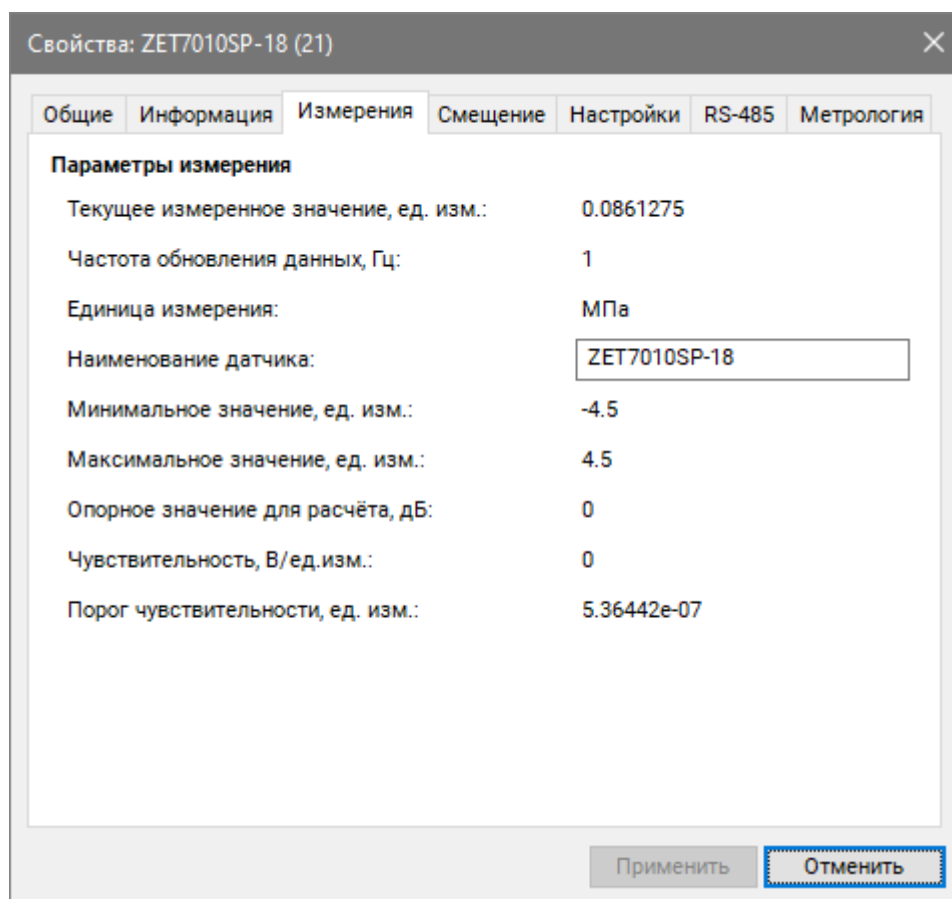 Свойства: ZET7010SP-18 (21)
Общие Информация Измерения Смещение Настройки RS-485 Метрология
Параметры измерения
Текущее измеренное значение, ед. изм.: 0.0861275
Частота обновления данных, Гц: 1
Единица измерения: МПа
Наименование датчика: ZET7010SP-18
Минимальное значение, ед. изм.: -4.5
Максимальное значение, ед. изм.: 4.5
Опорное значение для расчёта, дБ: 0
Чувствительность, В/ед.изм.: 0
Порог чувствительности, ед. изм.: 5.36442e-07
Применить Отменить